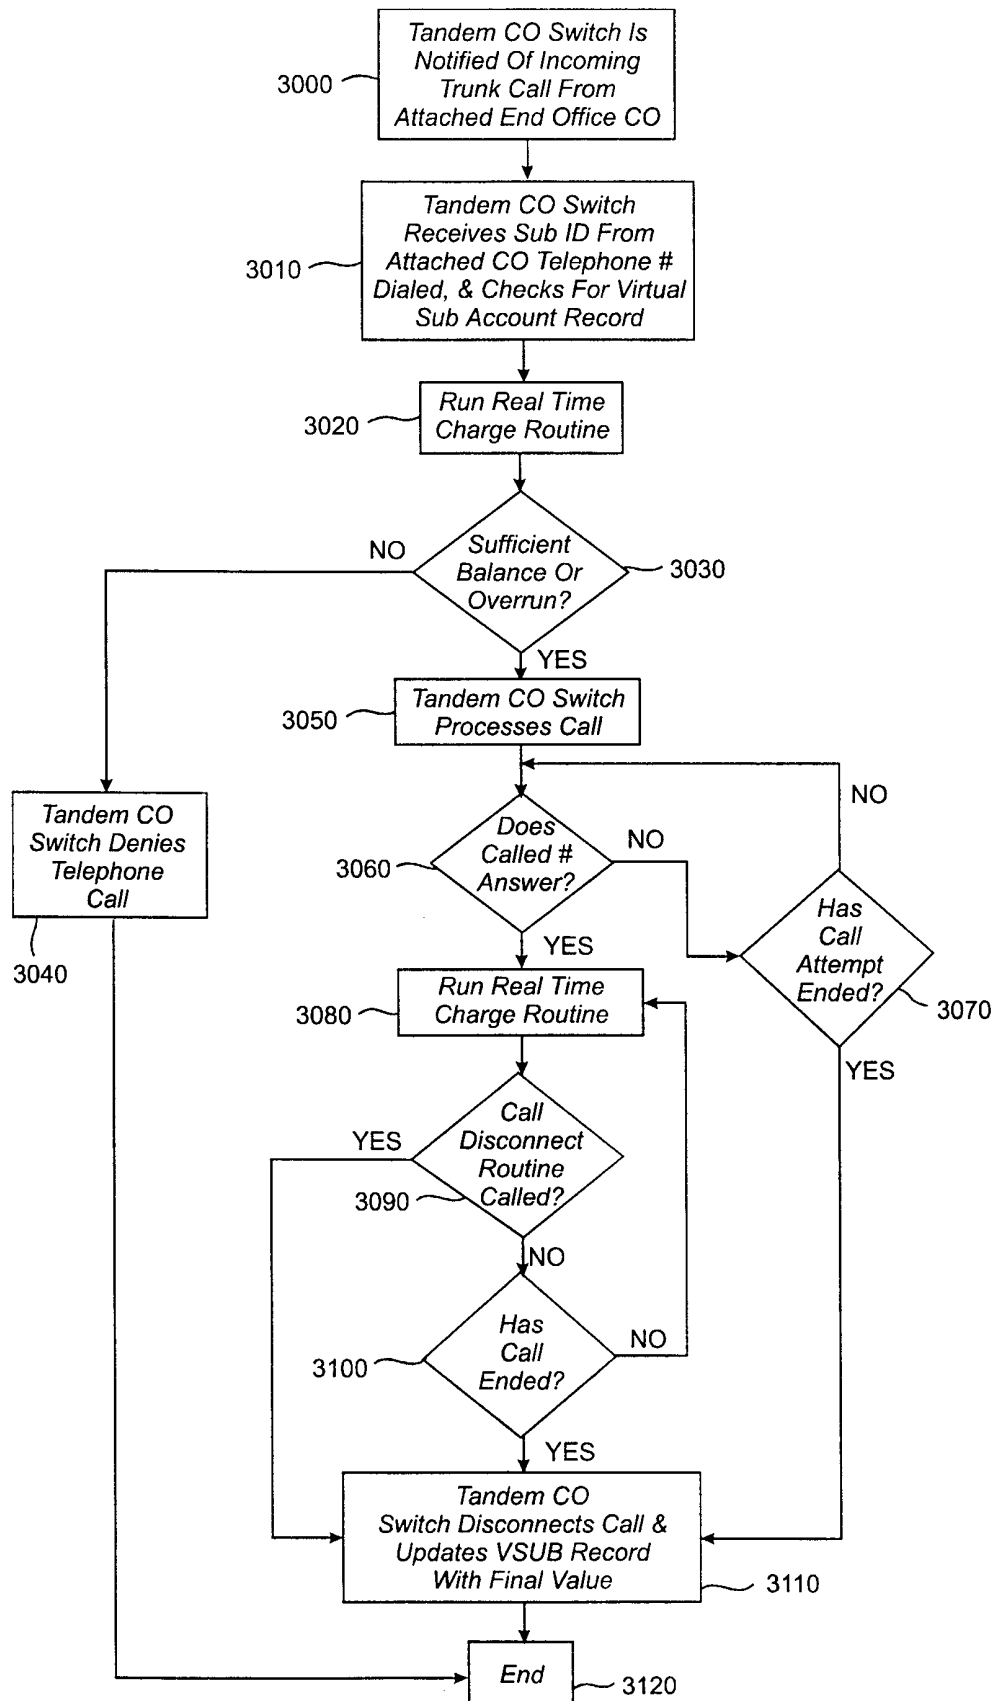 Tandem CO Switch Is
Notified Of Incoming
Trunk Call From
Attached End Office CO
3000
Tandem CO Switch
Receives Sub ID From
Attached CO Telephone #
Dialed, & Checks For Virtual
Sub Account Record
3010
Run Real Time
Charge Routine
3020
Sufficient
Balance Or
Overrun?
3030
NO
YES
Tandem CO
Switch Denies
Telephone
Call
3040
Tandem CO Switch
Processes Call
3050
Does
Called #
Answer?
3060
NO
YES
Has
Call
Attempt
Ended?
3070
NO
YES
Run Real Time
Charge Routine
3080
Call
Disconnect
Routine
Called?
3090
YES
NO
Has
Call
Ended?
3100
NO
YES
Tandem CO
Switch Disconnects Call &
Updates VSUB Record
With Final Value
3110
End
3120